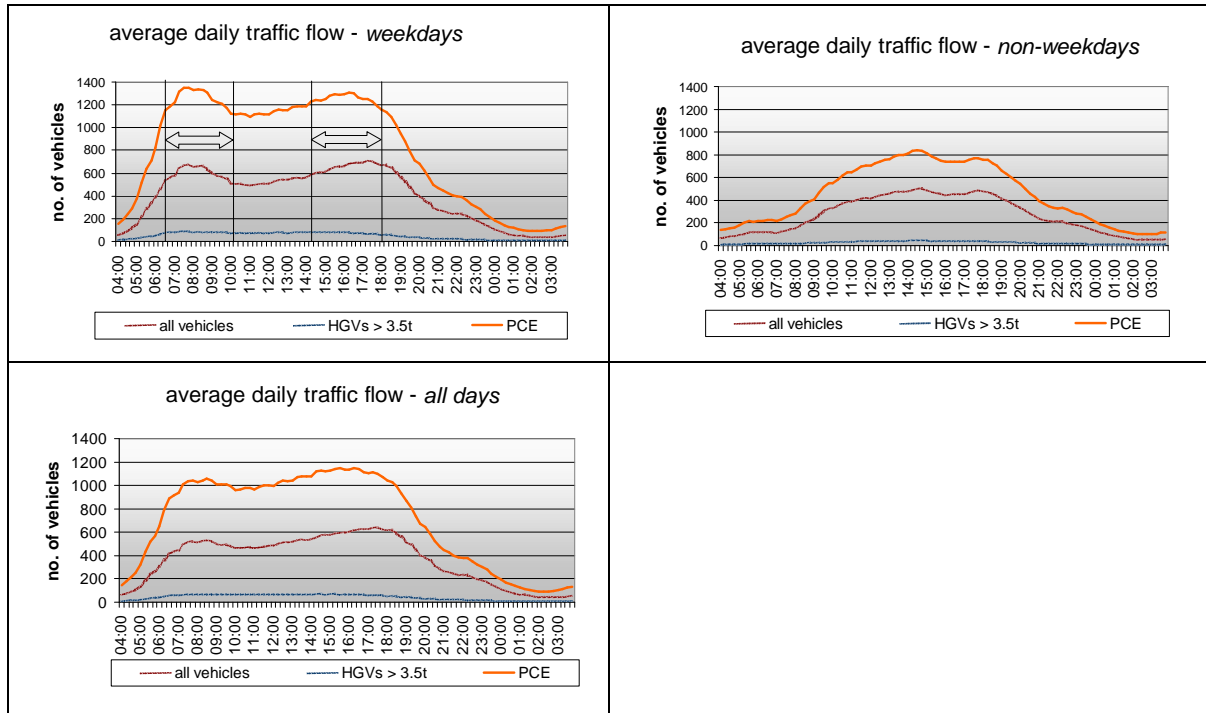 average daily traffic flow - weekdays
no. of vehicles
1400
1200
1000
800
600
400
200
0
04:00 05:00 06:00 07:00 08:00 09:00 10:00 11:00 12:00 13:00 14:00 15:00 16:00 17:00 18:00 19:00 20:00 21:00 22:00 23:00 00:00 01:00 02:00 03:00
all vehicles HGVs > 3.5t PCE
average daily traffic flow - non-weekdays
no. of vehicles
1400
1200
1000
800
600
400
200
0
04:00 05:00 06:00 07:00 08:00 09:00 10:00 11:00 12:00 13:00 14:00 15:00 16:00 17:00 18:00 19:00 20:00 21:00 22:00 23:00 00:00 01:00 02:00 03:00
all vehicles HGVs > 3.5t PCE
average daily traffic flow - all days
no. of vehicles
1400
1200
1000
800
600
400
200
0
04:00 05:00 06:00 07:00 08:00 09:00 10:00 11:00 12:00 13:00 14:00 15:00 16:00 17:00 18:00 19:00 20:00 21:00 22:00 23:00 00:00 01:00 02:00 03:00
all vehicles HGVs > 3.5t PCE